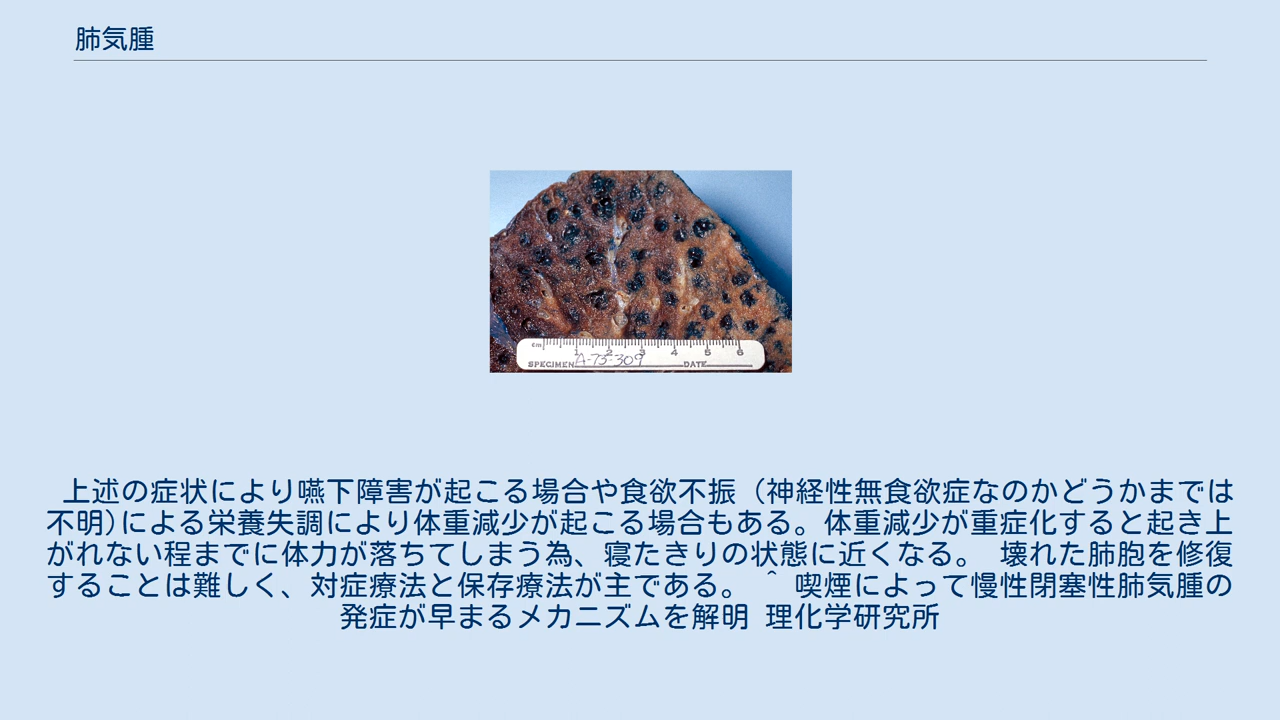 肺気腫
cm 1 2 3 4 5 6
SPECIMEN A-75-309 DATE
上述の症状により嚥下障害が起こる場合や食欲不振（神経性無食欲症なのかどうかまでは
不明)による栄養失調により体重減少が起こる場合もある。体重減少が重症化すると起き上
がれない程までに体力が落ちてしまう為、寝たきりの状態に近くなる。 壊れた肺胞を修復
することは難しく、対症療法と保存療法が主である。 ^ 喫煙によって慢性閉塞性肺気腫の
発症が早まるメカニズムを解明 理化学研究所